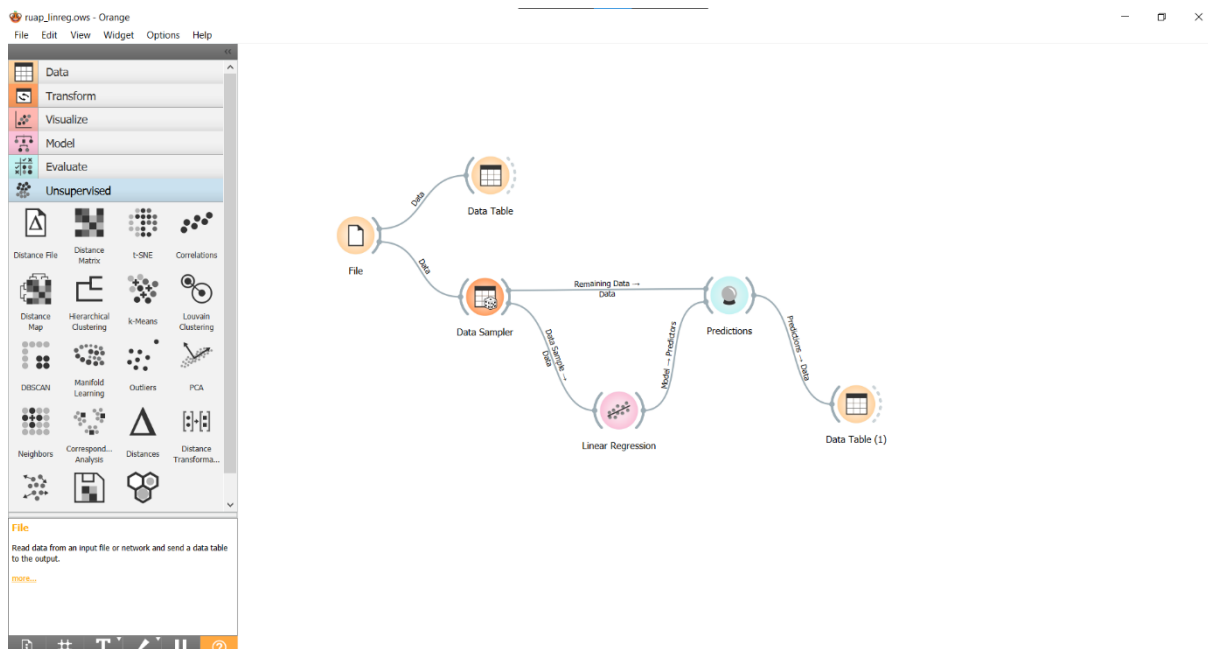 ruap_linreg.ows - Orange
File Edit View Widget Options Help
Data
Transform
Visualize
Model
Evaluate
Unsupervised
Distance File
Distance
Matrix
t-SNE
Correlations
Distance
Map
Hierarchical
Clustering
k-Means
Louvain
Clustering
DBSCAN
Manifold
Learning
Outliers
PCA
Neighbors
Correspond...
Analysis
Distances
Distance
Transforma...
File
Read data from an input file or network and send a data table
to the output.
more...
Data
Data Table
File
Data
Data Sampler
Remaining Data →
Data
Data Sample →
Data
Model → Predictors
Predictions
Predictions → Data
Linear Regression
Data Table (1)